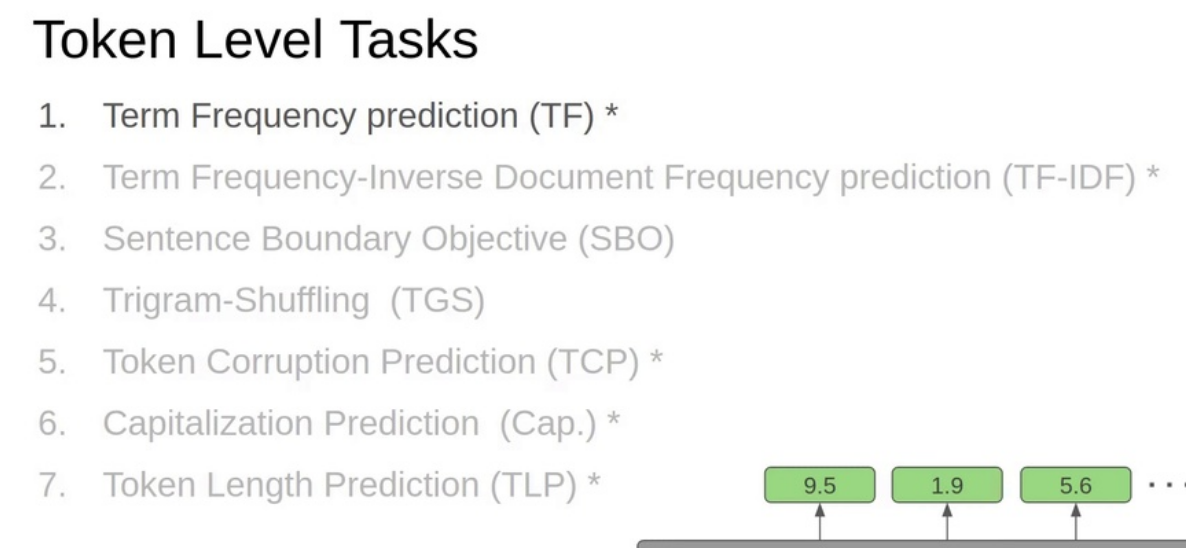 Token Level Tasks
1. Term Frequency prediction (TF) *
2. Term Frequency-Inverse Document Frequency prediction (TF-IDF) *
3. Sentence Boundary Objective (SBO)
4. Trigram-Shuffling (TGS)
5. Token Corruption Prediction (TCP) *
6. Capitalization Prediction (Cap.) *
7. Token Length Prediction (TLP) *
9.5 1.9 5.6 ...